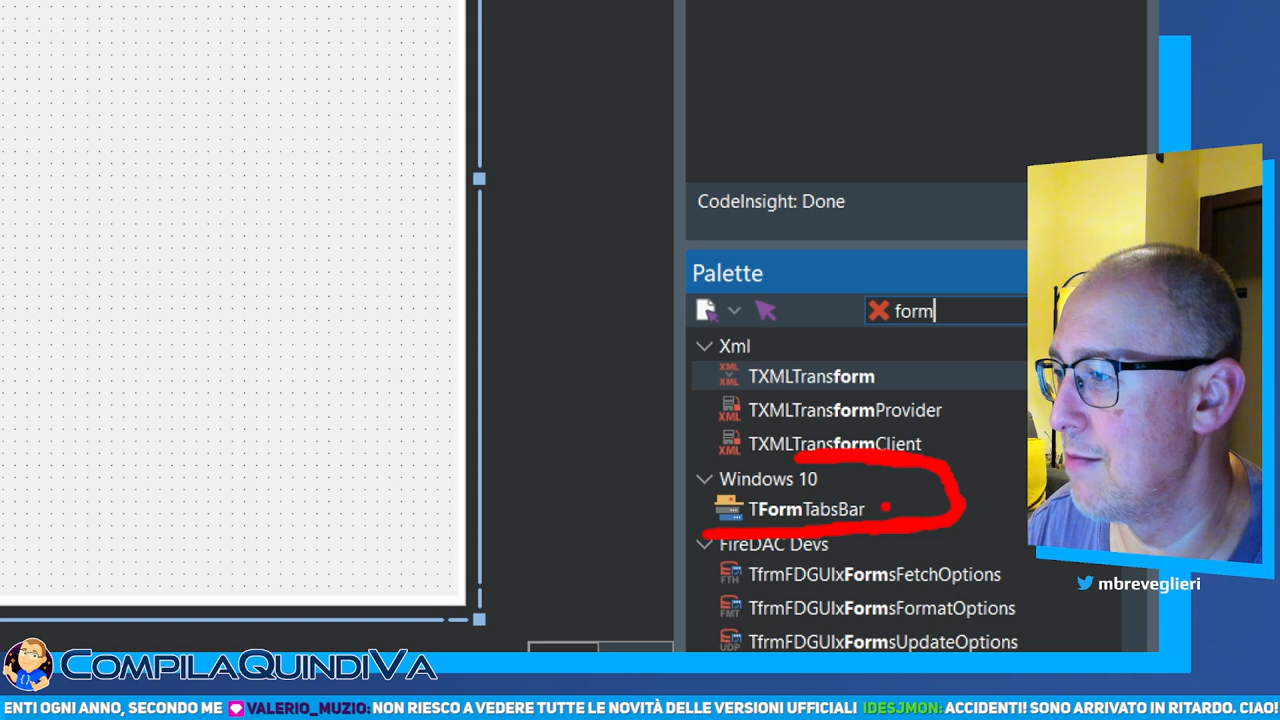 CodeInsight: Done
Palette
form
Xml
TXMLTransform
TXMLTransformProvider
TXMLTransformClient
Windows 10
TFormTabsBar
FireDAC Devs
TfrmFDGUIxFormsFetchOptions
TfrmFDGUIxFormsFormatOptions
TfrmFDGUIxFormsUpdateOptions
mbreveglieri
COMPILAQUINDIVA
ENTI OGNI ANNO, SECONDO ME VALERIO_MUZIO: NON RIESCO A VEDERE TUTTE LE NOVITÀ DELLE VERSIONI UFFICIALI IDESJMON: ACCIDENTI! SONO ARRIVATO IN RITARDO. CIAO!